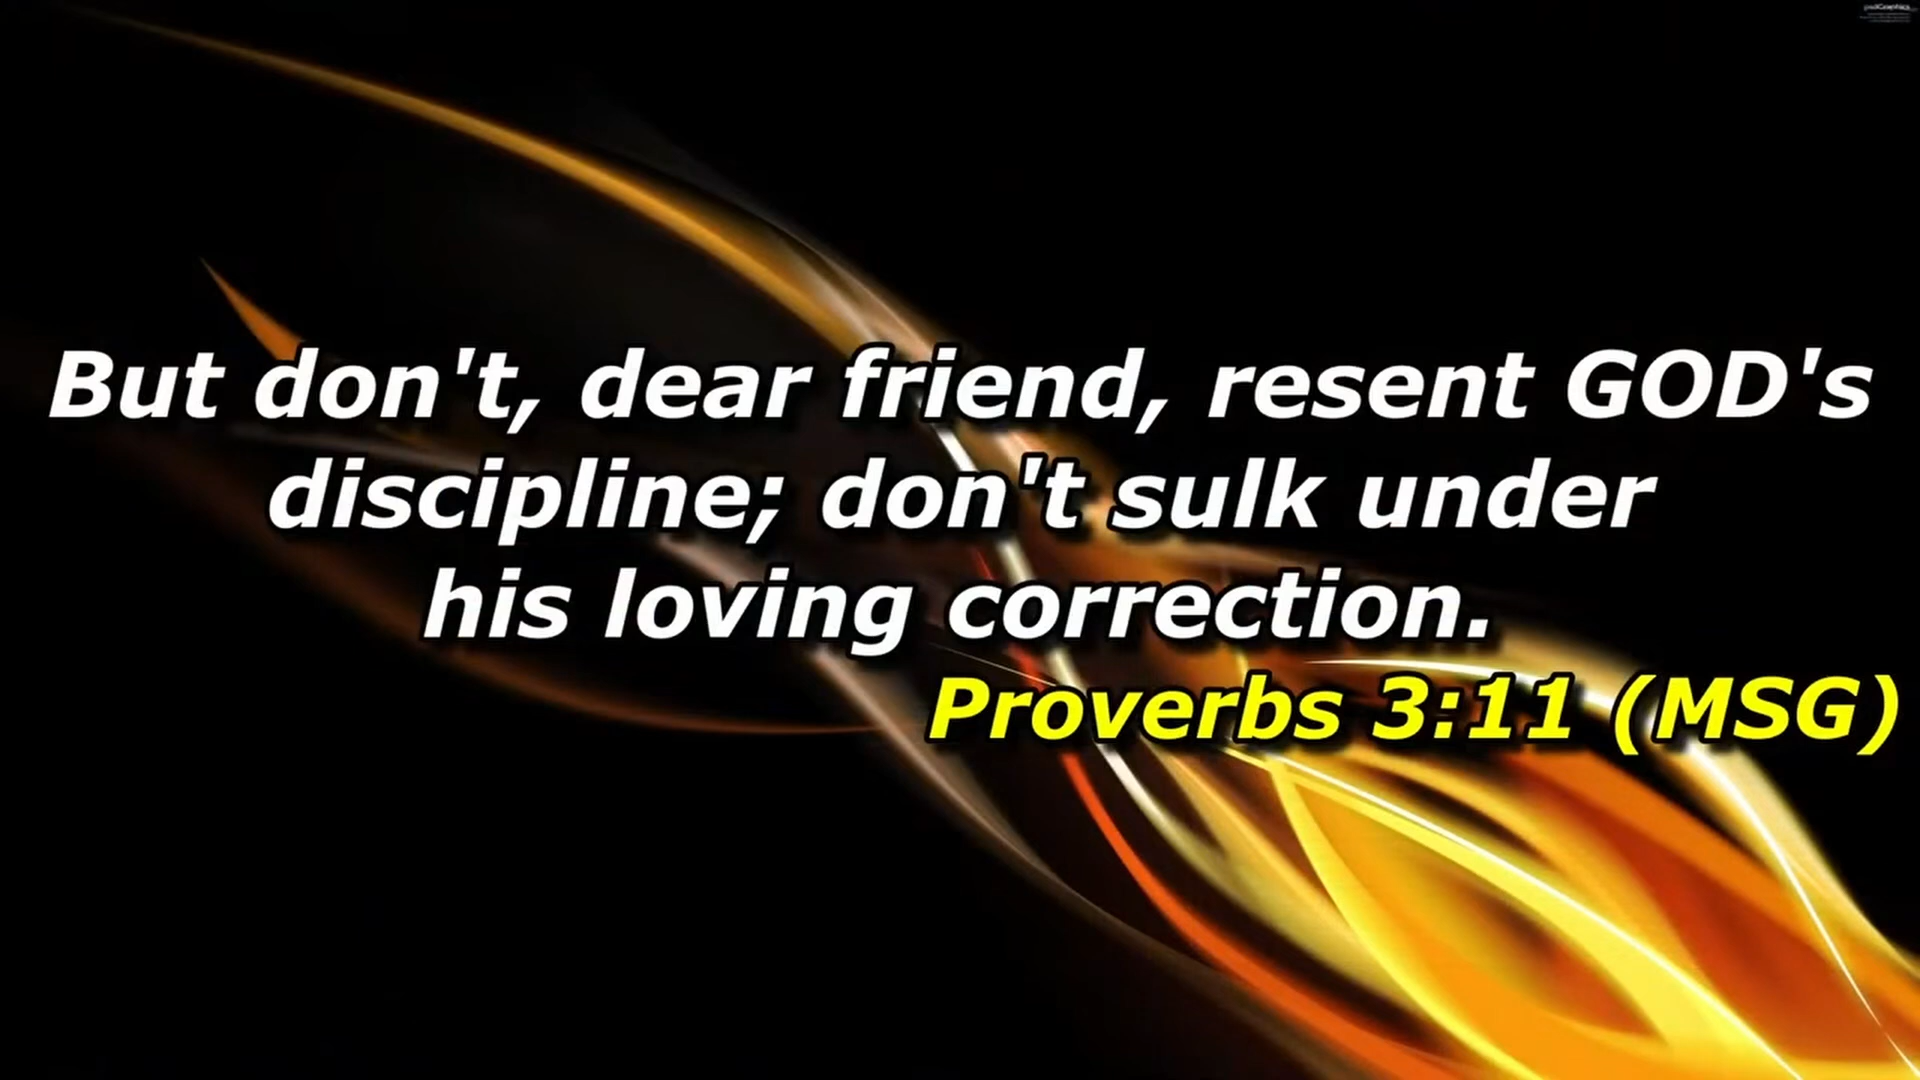 But don't, dear friend, resent GOD's
discipline; don't sulk under
his loving correction.
Proverbs 3:11 (MSG)